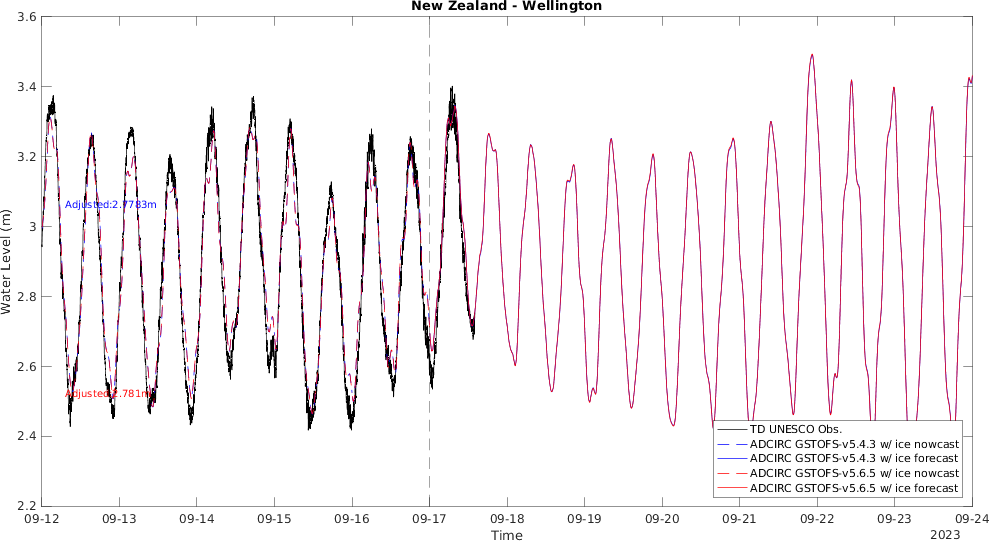 New Zealand - Wellington
3.6
3.4
3.2
3
2.8
2.6
2.4
2.2
Water Level (m)
Adjusted:2.7783m
Adjusted:2.781m
TD UNESCO Obs.
ADCIRC GSTOFS-v5.4.3 w/ ice nowcast
ADCIRC GSTOFS-v5.4.3 w/ ice forecast
ADCIRC GSTOFS-v5.6.5 w/ ice nowcast
ADCIRC GSTOFS-v5.6.5 w/ ice forecast
09-12 09-13 09-14 09-15 09-16 09-17 09-18 09-19 09-20 09-21 09-22 09-23 09-24
Time
2023